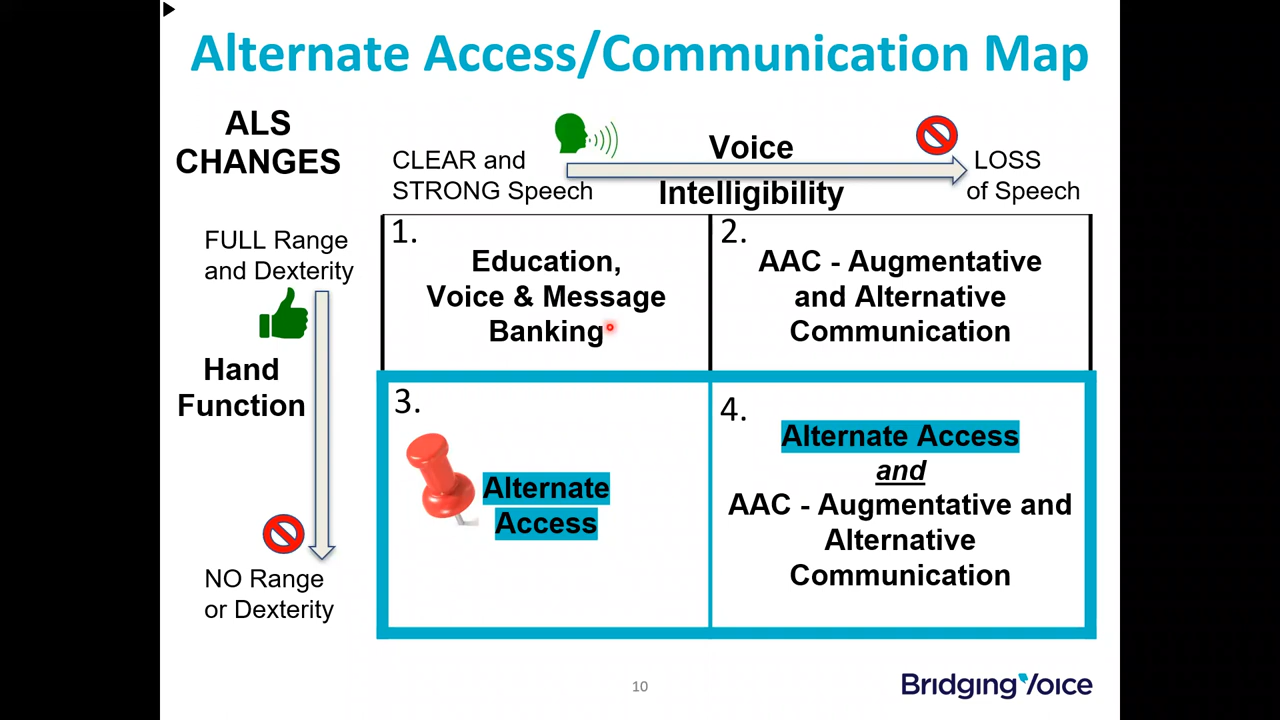 Alternate Access/Communication Map
ALS
CHANGES
CLEAR and
STRONG Speech
Voice
Intelligibility
LOSS
of Speech
FULL Range
and Dexterity
Hand
Function
NO Range
or Dexterity
1.
Education,
Voice & Message
Banking
2.
AAC - Augmentative
and Alternative
Communication
3.
Alternate
Access
4.
Alternate Access
and
AAC - Augmentative and
Alternative
Communication
10
BridgingVoice